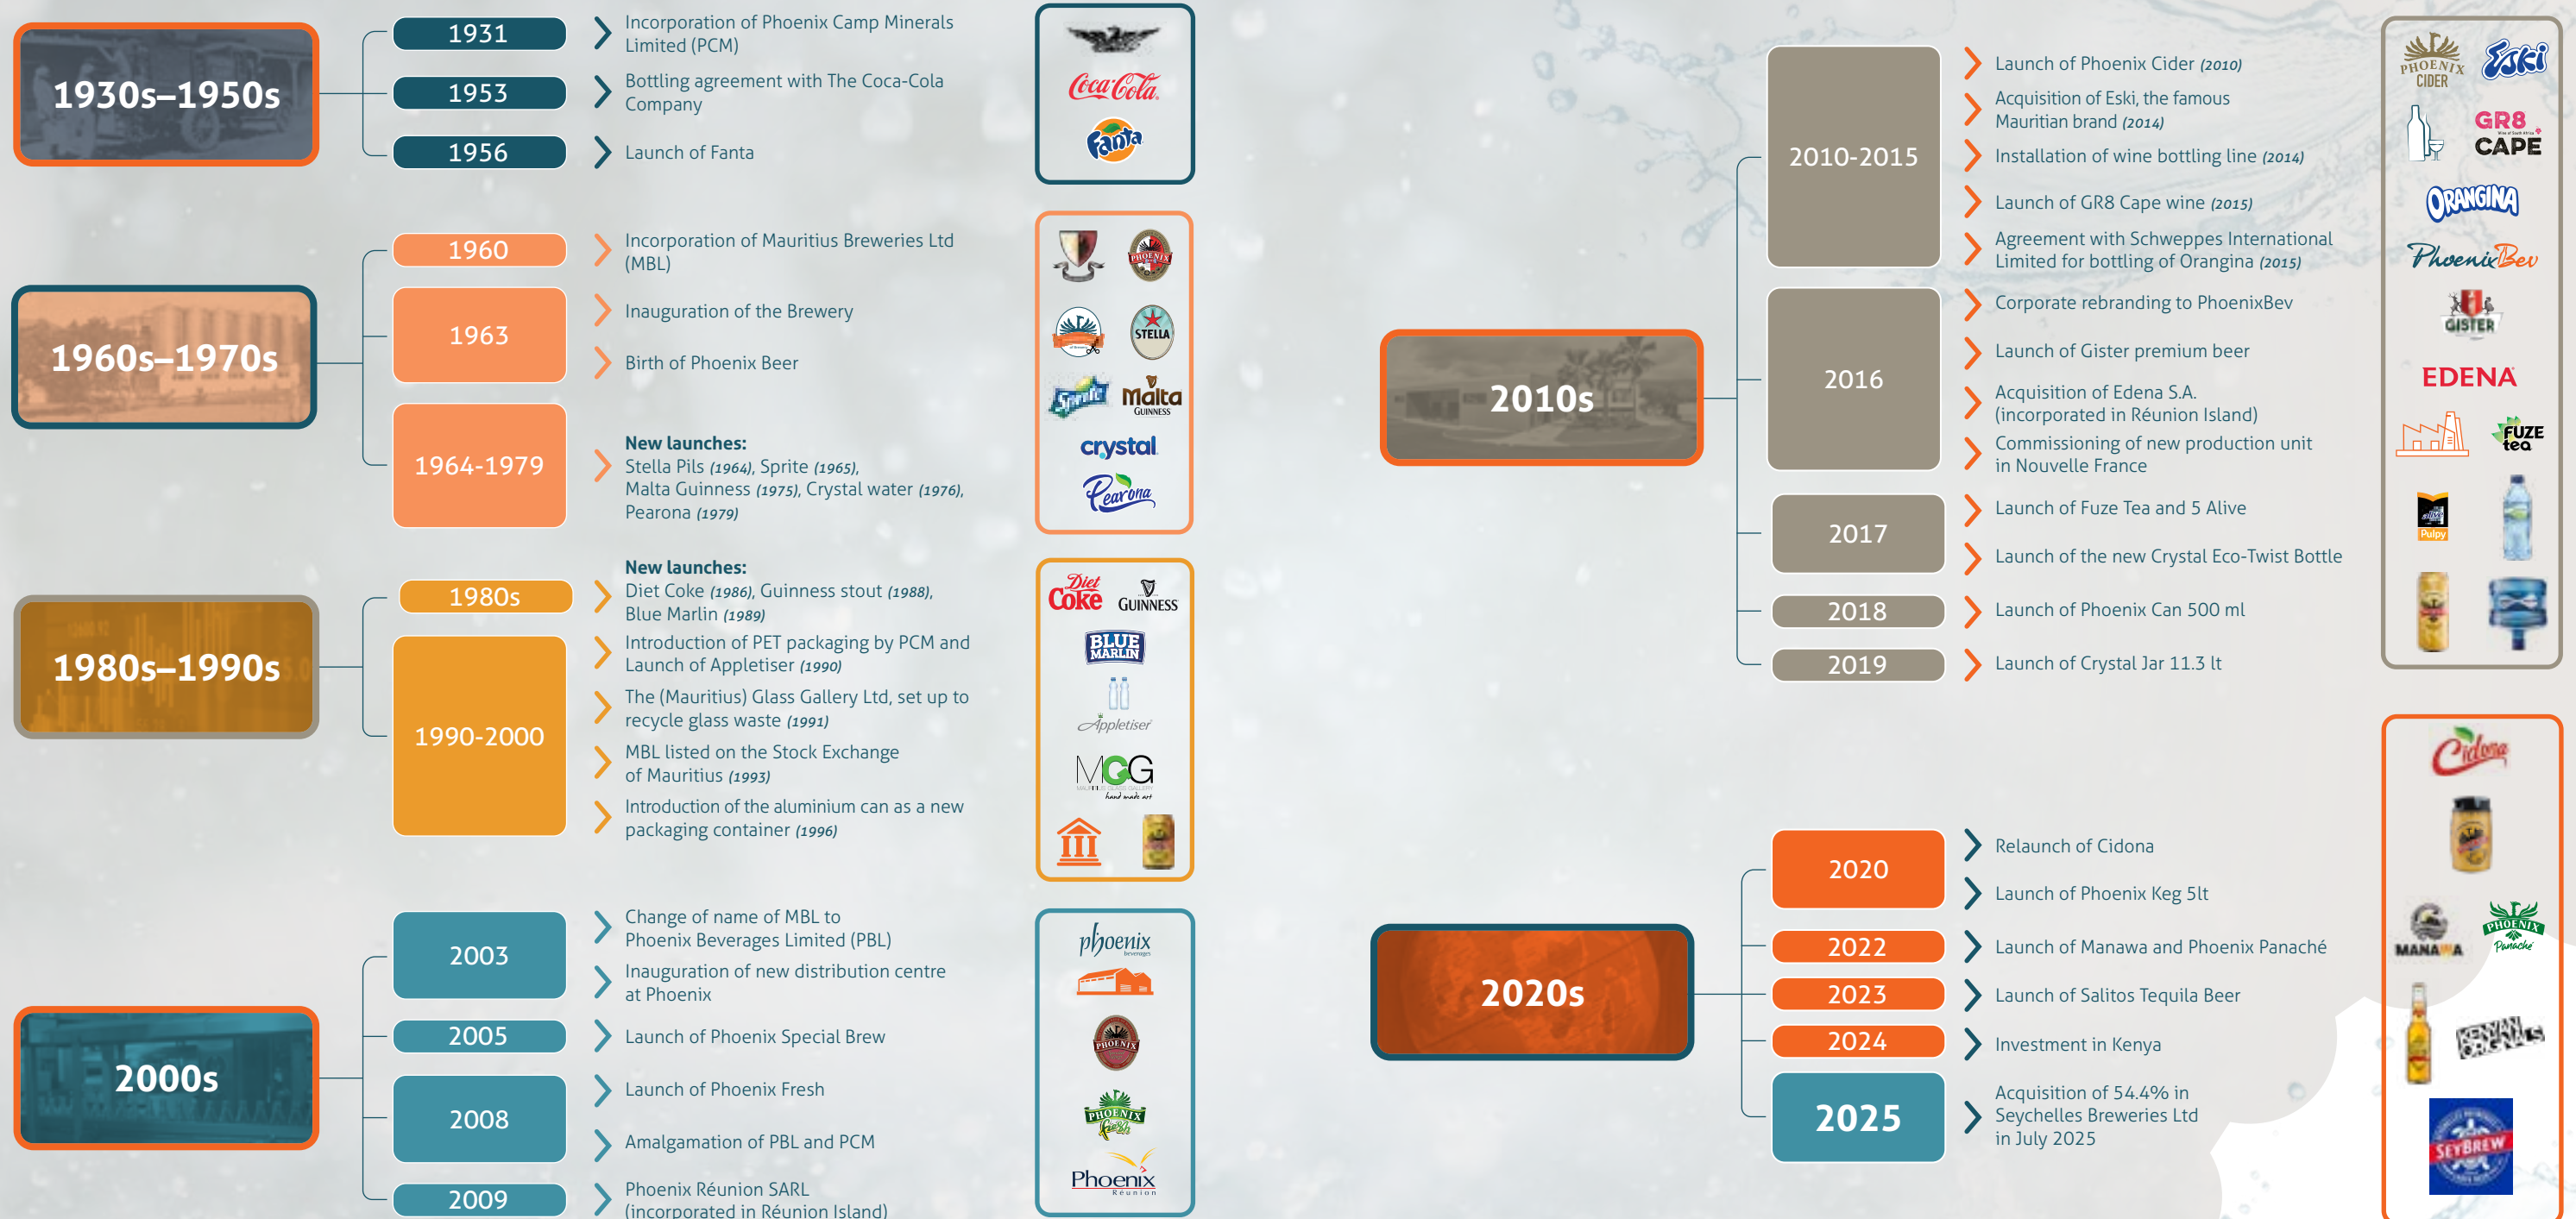 1930s–1950s
1931
Incorporation of Phoenix Camp Minerals
Limited (PCM)
1953
Bottling agreement with The Coca-Cola
Company
1956
Launch of Fanta
Coca-Cola
Fanta
1960s–1970s
1960
Incorporation of Mauritius Breweries Ltd
(MBL)
1963
Inauguration of the Brewery
Birth of Phoenix Beer
1964-1979
New launches:
Stella Pils (1964), Sprite (1965),
Malta Guinness (1975), Crystal water (1976),
Pearona (1979)
PHOENIX
STELLA
Sprite
Malta
GUINNESS
crystal
Pearona
1980s–1990s
1980s
New launches:
Diet Coke (1986), Guinness stout (1988),
Blue Marlin (1989)
1990-2000
Introduction of PET packaging by PCM and
Launch of Appletiser (1990)
The (Mauritius) Glass Gallery Ltd, set up to
recycle glass waste (1991)
MBL listed on the Stock Exchange
of Mauritius (1993)
Introduction of the aluminium can as a new
packaging container (1996)
Diet
Coke
GUINNESS
BLUE
MARLIN
Appletiser
MGG
MAURITIUS GLASS GALLERY
hand made art
2000s
2003
Change of name of MBL to
Phoenix Beverages Limited (PBL)
Inauguration of new distribution centre
at Phoenix
2005
Launch of Phoenix Special Brew
2008
Launch of Phoenix Fresh
Amalgamation of PBL and PCM
2009
Phoenix Réunion SARL
(incorporated in Réunion Island)
phoenix
beverages
PHOENIX
PHOENIX
Fresh
Phoenix
Réunion
2010s
2010-2015
Launch of Phoenix Cider (2010)
Acquisition of Eski, the famous
Mauritian brand (2014)
Installation of wine bottling line (2014)
Launch of GR8 Cape wine (2015)
Agreement with Schweppes International
Limited for bottling of Orangina (2015)
2016
Corporate rebranding to PhoenixBev
Launch of Gister premium beer
Acquisition of Edena S.A.
(incorporated in Réunion Island)
Commissioning of new production unit
in Nouvelle France
2017
Launch of Fuze Tea and 5 Alive
Launch of the new Crystal Eco-Twist Bottle
2018
Launch of Phoenix Can 500 ml
2019
Launch of Crystal Jar 11.3 lt
PHOENIX
CIDER
Eski
GR8
CAPE
ORANGINA
PhoenixBev
GISTER
EDENA
FUZE
tea
Pulpy
2020s
2020
Relaunch of Cidona
Launch of Phoenix Keg 5lt
2022
Launch of Manawa and Phoenix Panaché
2023
Launch of Salitos Tequila Beer
2024
Investment in Kenya
2025
Acquisition of 54.4% in
Seychelles Breweries Ltd
in July 2025
Cidona
MANAWA
PHOENIX
Panaché
KENYAN
ORIGINALS
SEYBREW